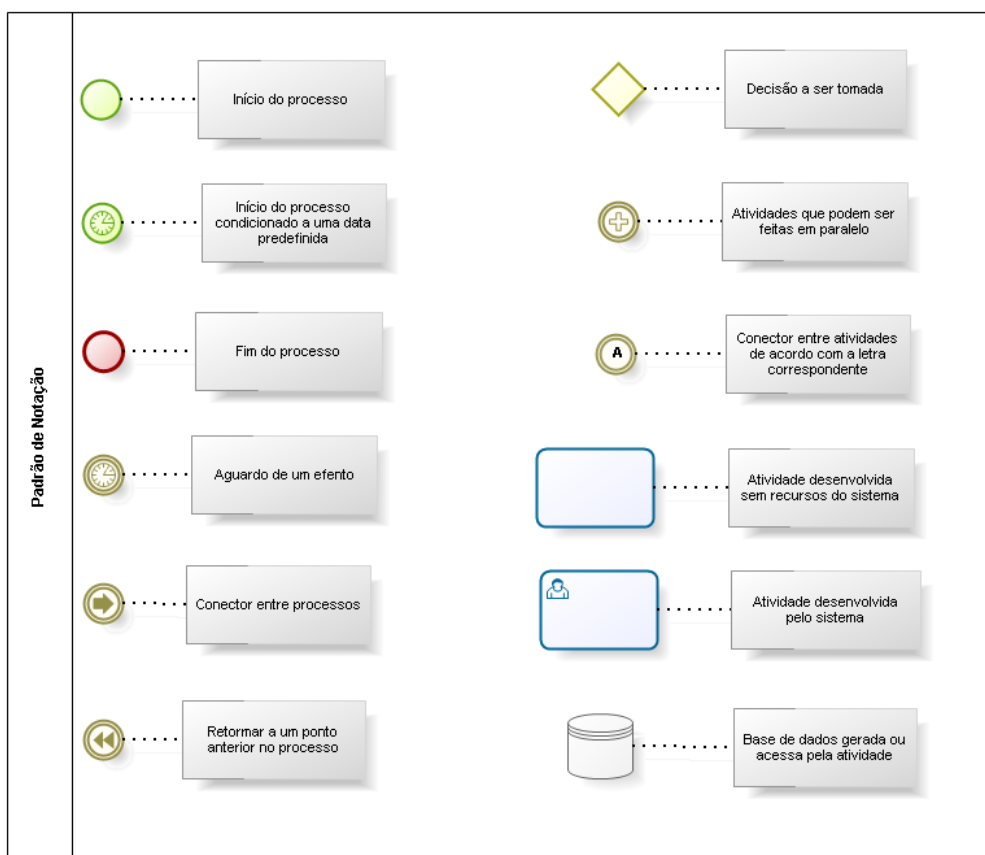 Padrão de Notação
Início do processo
Início do processo
condicionado a uma data
predefinida
Fim do processo
Aguardo de um efento
Conector entre processos
Retormar a um ponto
anterior no processo
Decisão a ser tomada
Atividades que podem ser
feitas em paralelo
A
Conector entre atividades
de acordo com a letra
correspondente
Atividade desenvolvida
sem recursos do sistema
Atividade desenvolvida
pelo sistema
Base de dados gerada ou
acessa pela atividade